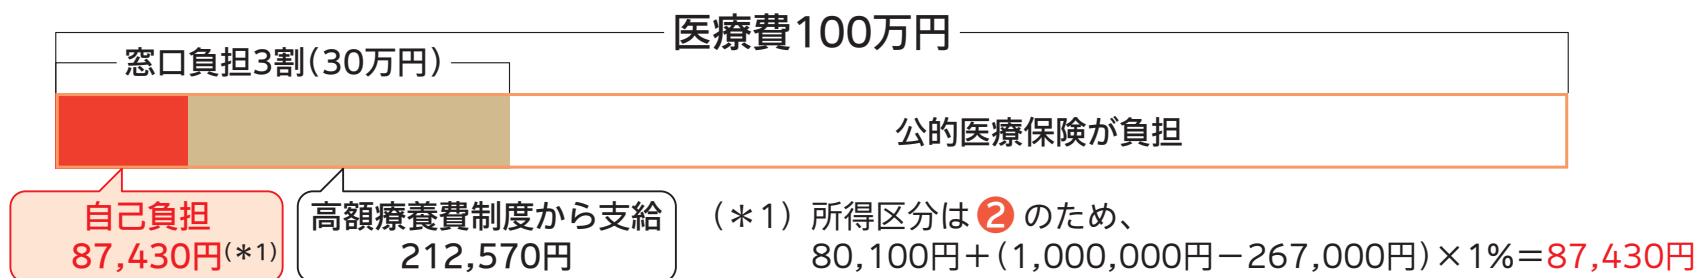 医療費100万円
窓口負担3割（30万円）
公的医療保険が負担
自己負担
87,430円(＊1)
高額療養費制度から支給
212,570円
（＊1）所得区分は 2 のため、
80,100円＋(1,000,000円－267,000円)×1%＝87,430円